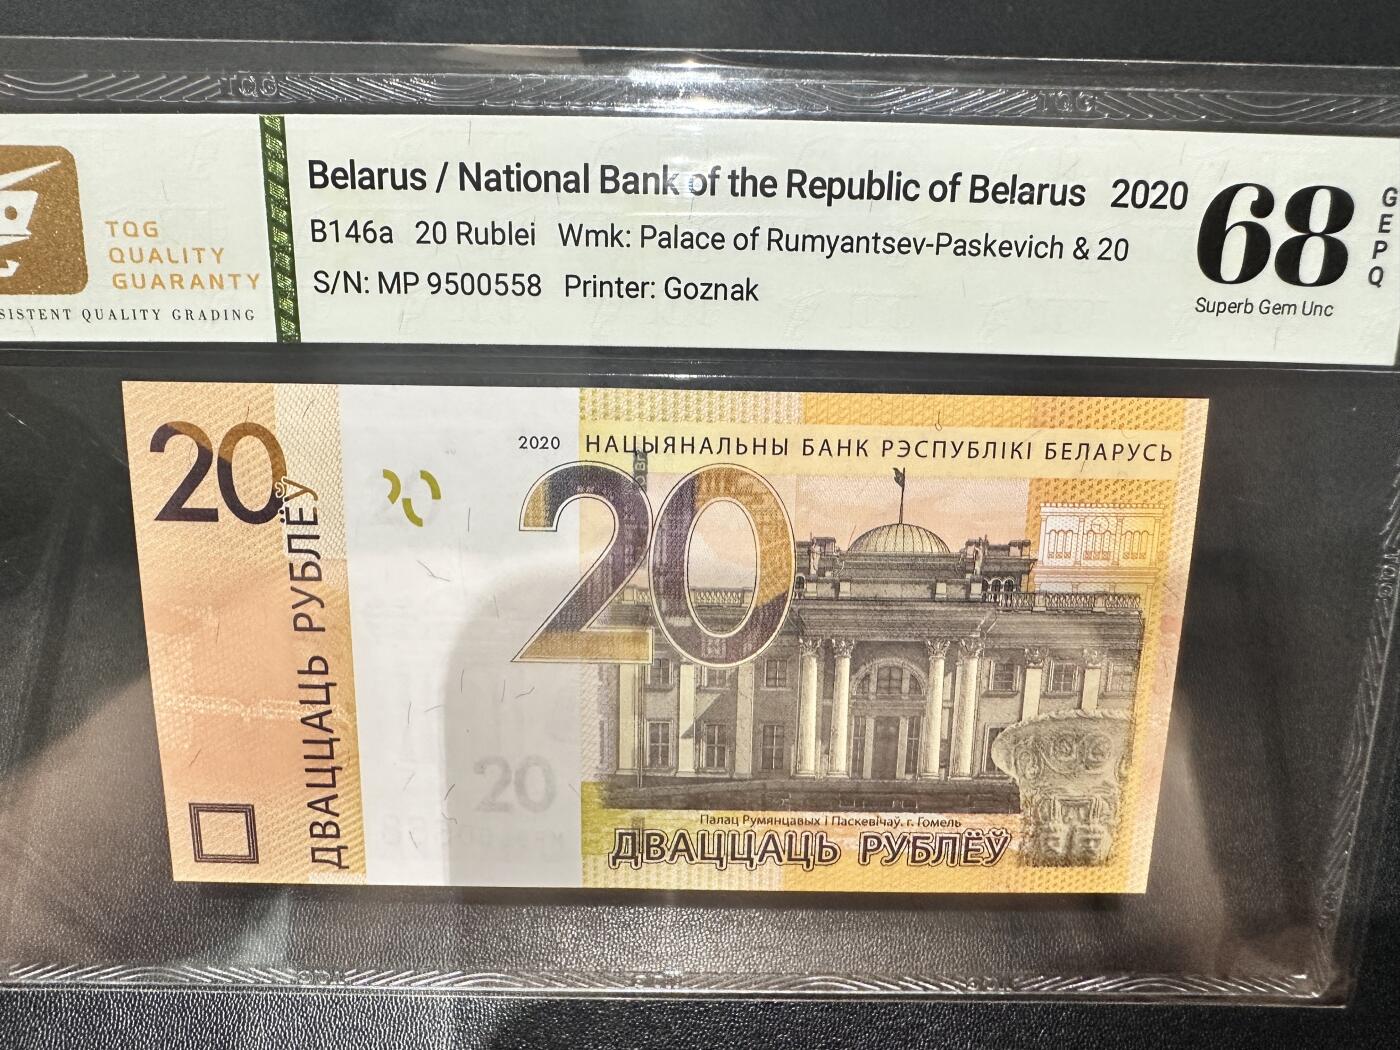 TQG
TQG
Belarus / National Bank of the Republic of Belarus 2020
B146a 20 Rublei Wmk: Palace of Rumyantsev-Paskevich & 20
S/N: MP 9500558 Printer: Goznak
68
GEPQ
Superb Gem Unc
TQG
QUALITY
GUARANTY
SISTENT QUALITY GRADING
20
ДВАЦЦАЦЬ РУБЛЁЎ
2020 НАЦЫЯНАЛЬНЫ БАНК РЭСПУБЛІКІ БЕЛАРУСЬ
20
20
Палац Румянцавых і Паскевічаў. г. Гомель
ДВАЦЦАЦЬ РУБЛЁЎ